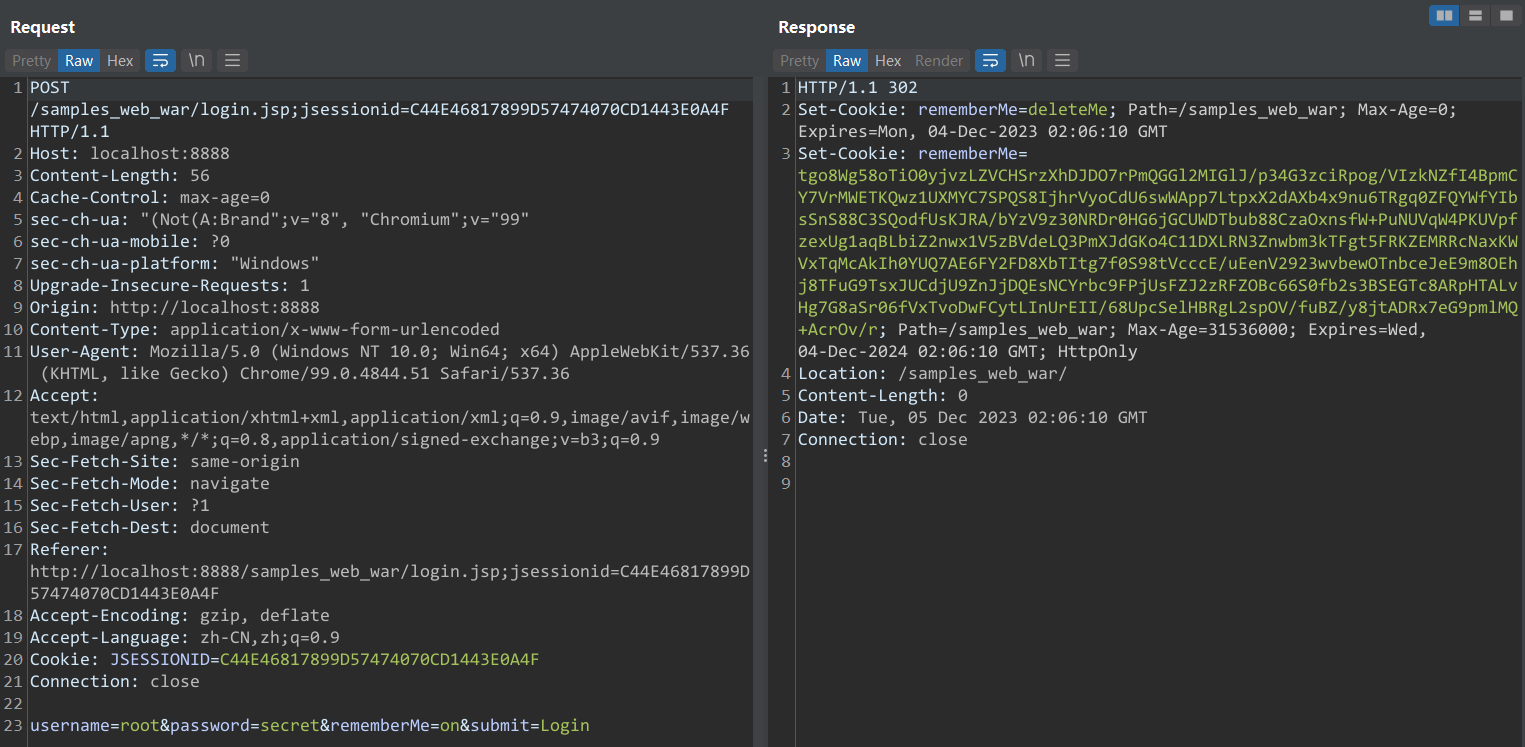 Request
Pretty Raw Hex \n
1 POST
/samples_web_war/login.jsp;jsessionid=C44E46817899D57474070CD1443E0A4F
HTTP/1.1
2 Host: localhost:8888
3 Content-Length: 56
4 Cache-Control: max-age=0
5 sec-ch-ua: "(Not(A:Brand";v="8", "Chromium";v="99"
6 sec-ch-ua-mobile: ?0
7 sec-ch-ua-platform: "Windows"
8 Upgrade-Insecure-Requests: 1
9 Origin: http://localhost:8888
10 Content-Type: application/x-www-form-urlencoded
11 User-Agent: Mozilla/5.0 (Windows NT 10.0; Win64; x64) AppleWebKit/537.36
(KHTML, like Gecko) Chrome/99.0.4844.51 Safari/537.36
12 Accept:
text/html,application/xhtml+xml,application/xml;q=0.9,image/avif,image/w
ebp,image/apng,*/*;q=0.8,application/signed-exchange;v=b3;q=0.9
13 Sec-Fetch-Site: same-origin
14 Sec-Fetch-Mode: navigate
15 Sec-Fetch-User: ?1
16 Sec-Fetch-Dest: document
17 Referer:
http://localhost:8888/samples_web_war/login.jsp;jsessionid=C44E46817899D
57474070CD1443E0A4F
18 Accept-Encoding: gzip, deflate
19 Accept-Language: zh-CN,zh;q=0.9
20 Cookie: JSESSIONID=C44E46817899D57474070CD1443E0A4F
21 Connection: close
22
23 username=root&password=secret&rememberMe=on&submit=Login
Response
Pretty Raw Hex Render \n
1 HTTP/1.1 302
2 Set-Cookie: rememberMe=deleteMe; Path=/samples_web_war; Max-Age=0;
Expires=Mon, 04-Dec-2023 02:06:10 GMT
3 Set-Cookie: rememberMe=
tgo8Wg58oTiO0yjvzLZVCHSrzXhDJDO7rPmQGGl2MIGlJ/p34G3zciRpog/VIzkNZfI4BpmC
Y7VrMWETKQwz1UXMYC7SPQS8IjhrVyoCdU6swWApp7LtpxX2dAXb4x9nu6TRgq0ZFQYWfYIb
sSnS88C3SQodfUsKJRA/bYzV9z30NRDr0HG6jGCUWDTbub88CzaOxnsfW+PuNUVqW4PKUVpf
zexUg1aqBLbiZ2nwx1V5zBVdeLQ3PmXJdGKo4C11DXLRN3Znwbm3kTFgt5FRKZEMRRcNaxKW
VxTqMcAkIh0YUQ7AE6FY2FD8XbTItg7f0S98tVcccE/uEenV2923wvbewOTnbceJeE9m8OEh
j8TFuG9TsxJUCdjU9ZnJjDQEsNCYrbc9FPjUsFZJ2zRFZOBc66S0fb2s3BSEGTc8ARpHTALv
Hg7G8aSr06fVxTvoDwFCytLInUrEII/68UpcSelHBRgL2spOV/fuBZ/y8jtADRx7eG9pmlMQ
+AcrOv/r; Path=/samples_web_war; Max-Age=31536000; Expires=Wed,
04-Dec-2024 02:06:10 GMT; HttpOnly
4 Location: /samples_web_war/
5 Content-Length: 0
6 Date: Tue, 05 Dec 2023 02:06:10 GMT
7 Connection: close
8
9